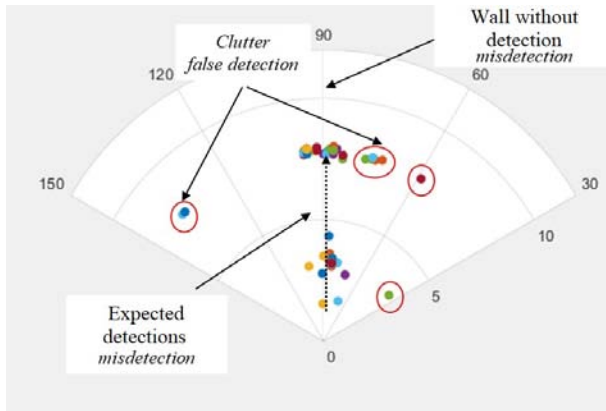 Clutter
false detection
Wall without
detection
misdetection
90
120
60
150
30
10
5
0
Expected
detections
misdetection